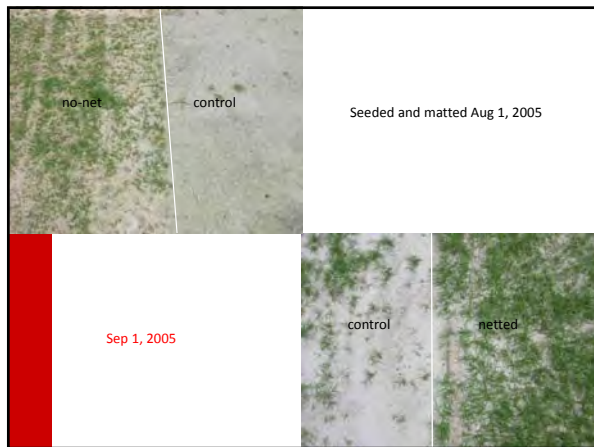 no-net
control
Seeded and matted Aug 1, 2005
Sep 1, 2005
control
netted